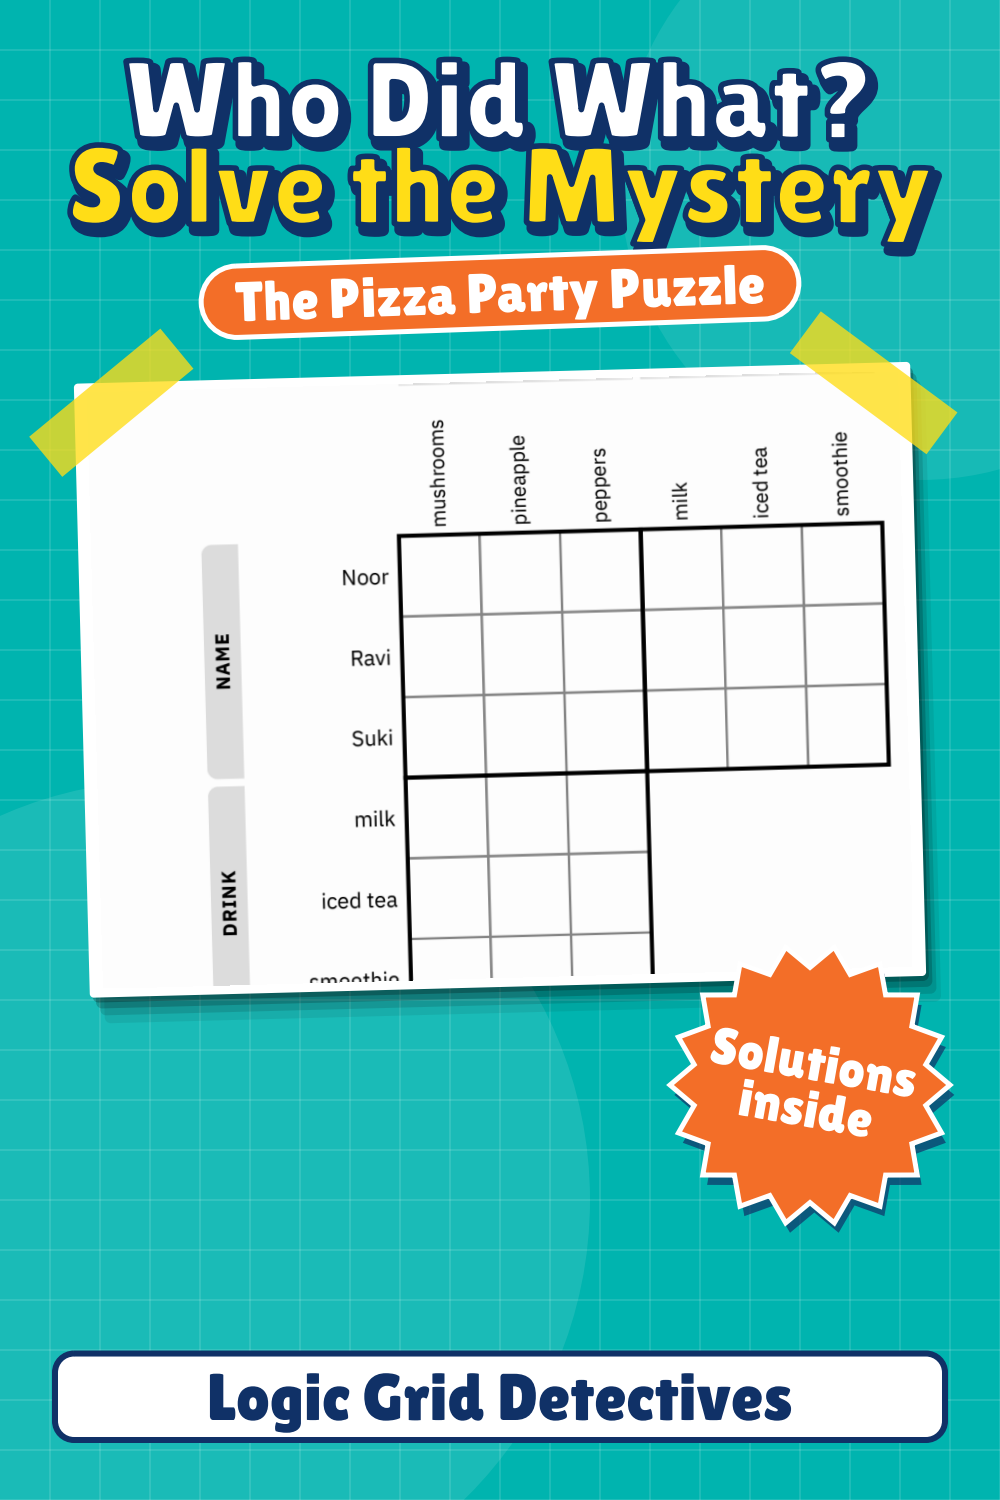 Who Did What?
Solve the Mystery
The Pizza Party Puzzle
mushrooms
pineapple
peppers
milk
iced tea
smoothie
NAME
Noor
Ravi
Suki
DRINK
milk
iced tea
smoothie
Solutions
inside
Logic Grid Detectives